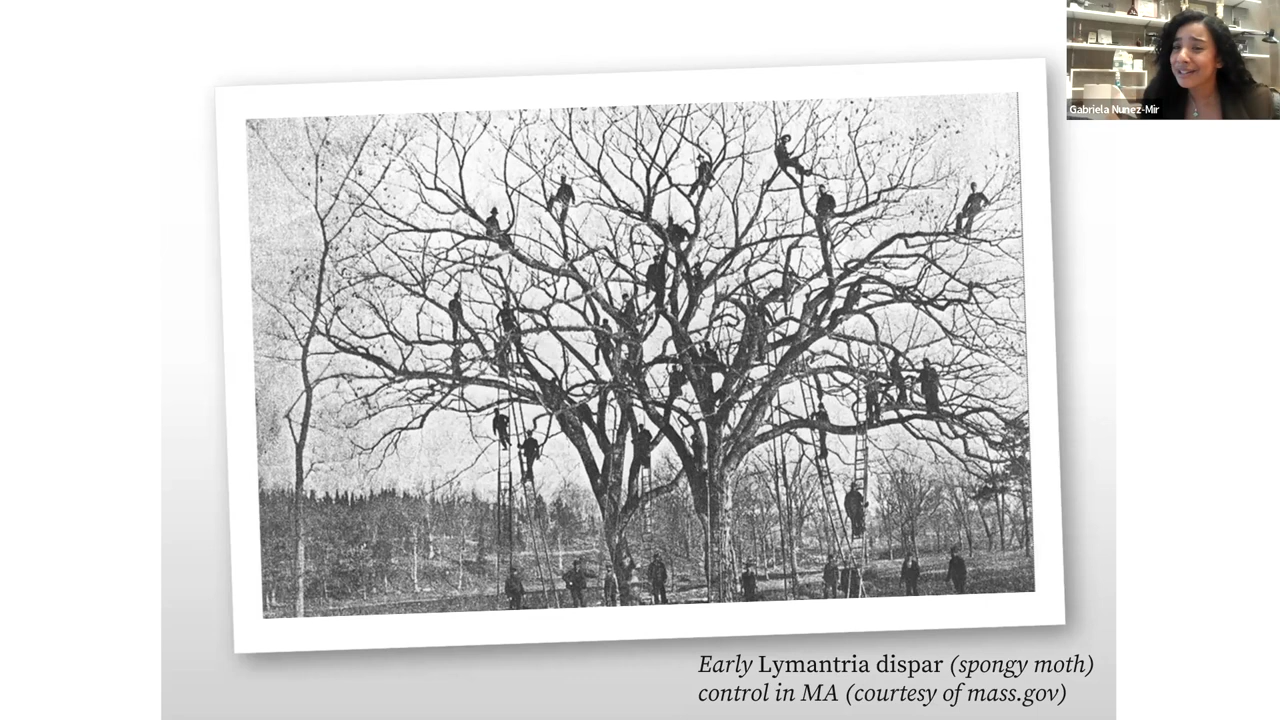 Gabriela Nunez-Mir
Early Lymantria dispar (spongy moth)
control in MA (courtesy of mass.gov)